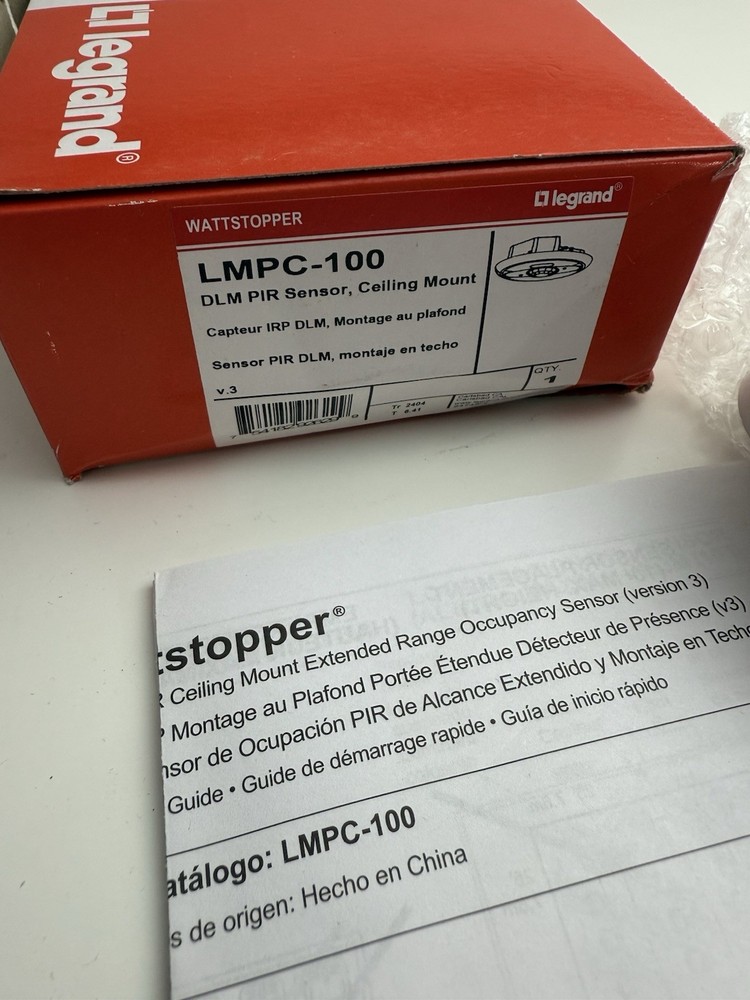 legrand®
WATTSTOPPER
legrand®
LMPC-100
DLM PIR Sensor, Ceiling Mount
Capteur IRP DLM, Montage au plafond
Sensor PIR DLM, montaje en techo
v.3
QTY.
1
Tr 2404
tstopper®
Ceiling Mount Extended Range Occupancy Sensor (version 3)
Montage au Plafond Portée Étendue Détecteur de Présence (v3)
nsor de Ocupación PIR de Alcance Extendido y Montaje en Techo
Guide • Guide de démarrage rapide • Guía de inicio rápido
atálogo: LMPC-100
s de origen: Hecho en China